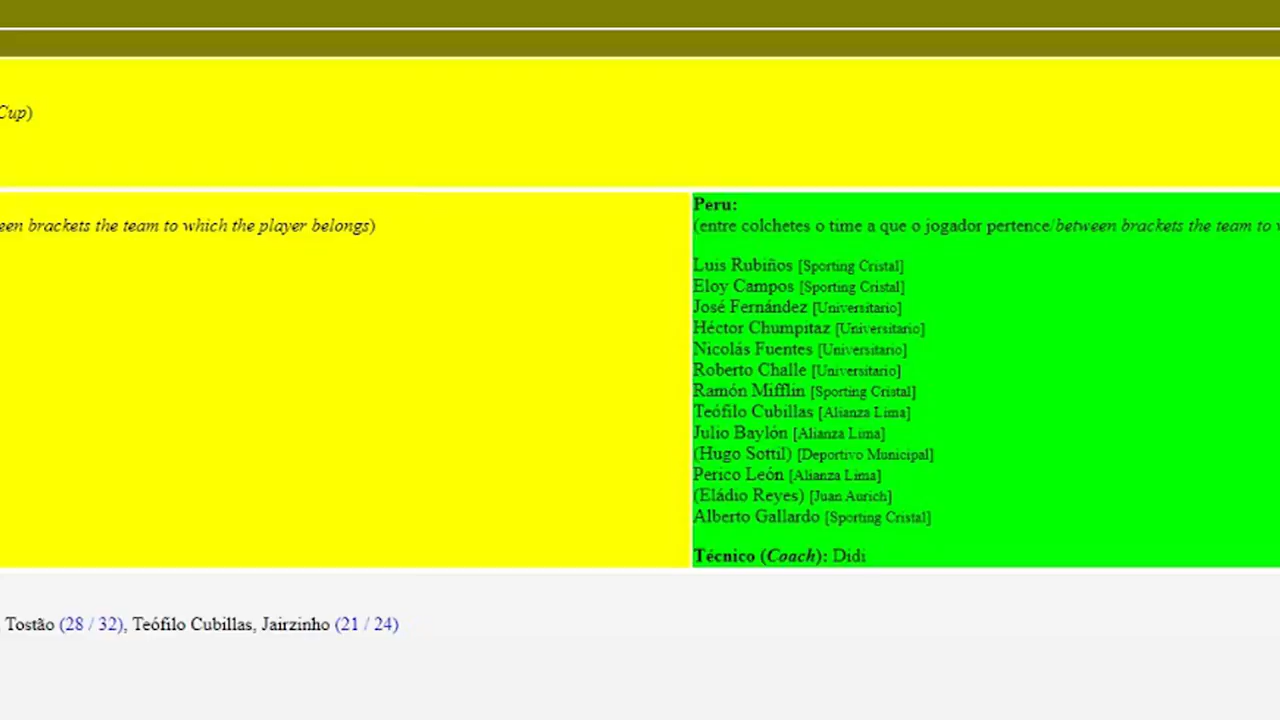 Cup)
een brackets the team to which the player belongs)
Peru:
(entre colchetes o time a que o jogador pertence/between brackets the team to
Luis Rubiños [Sporting Cristal]
Eloy Campos [Sporting Cristal]
José Fernández [Universitario]
Héctor Chumpitaz [Universitario]
Nicolás Fuentes [Universitario]
Roberto Challe [Universitario]
Ramón Mifflin [Sporting Cristal]
Teófilo Cubillas [Alianza Lima]
Julio Baylón [Alianza Lima]
(Hugo Sottil) [Deportivo Municipal]
Perico León [Alianza Lima]
(Eládio Reyes) [Juan Aurich]
Alberto Gallardo [Sporting Cristal]
Técnico (Coach): Didi
Tostão (28 / 32), Teófilo Cubillas, Jairzinho (21 / 24)